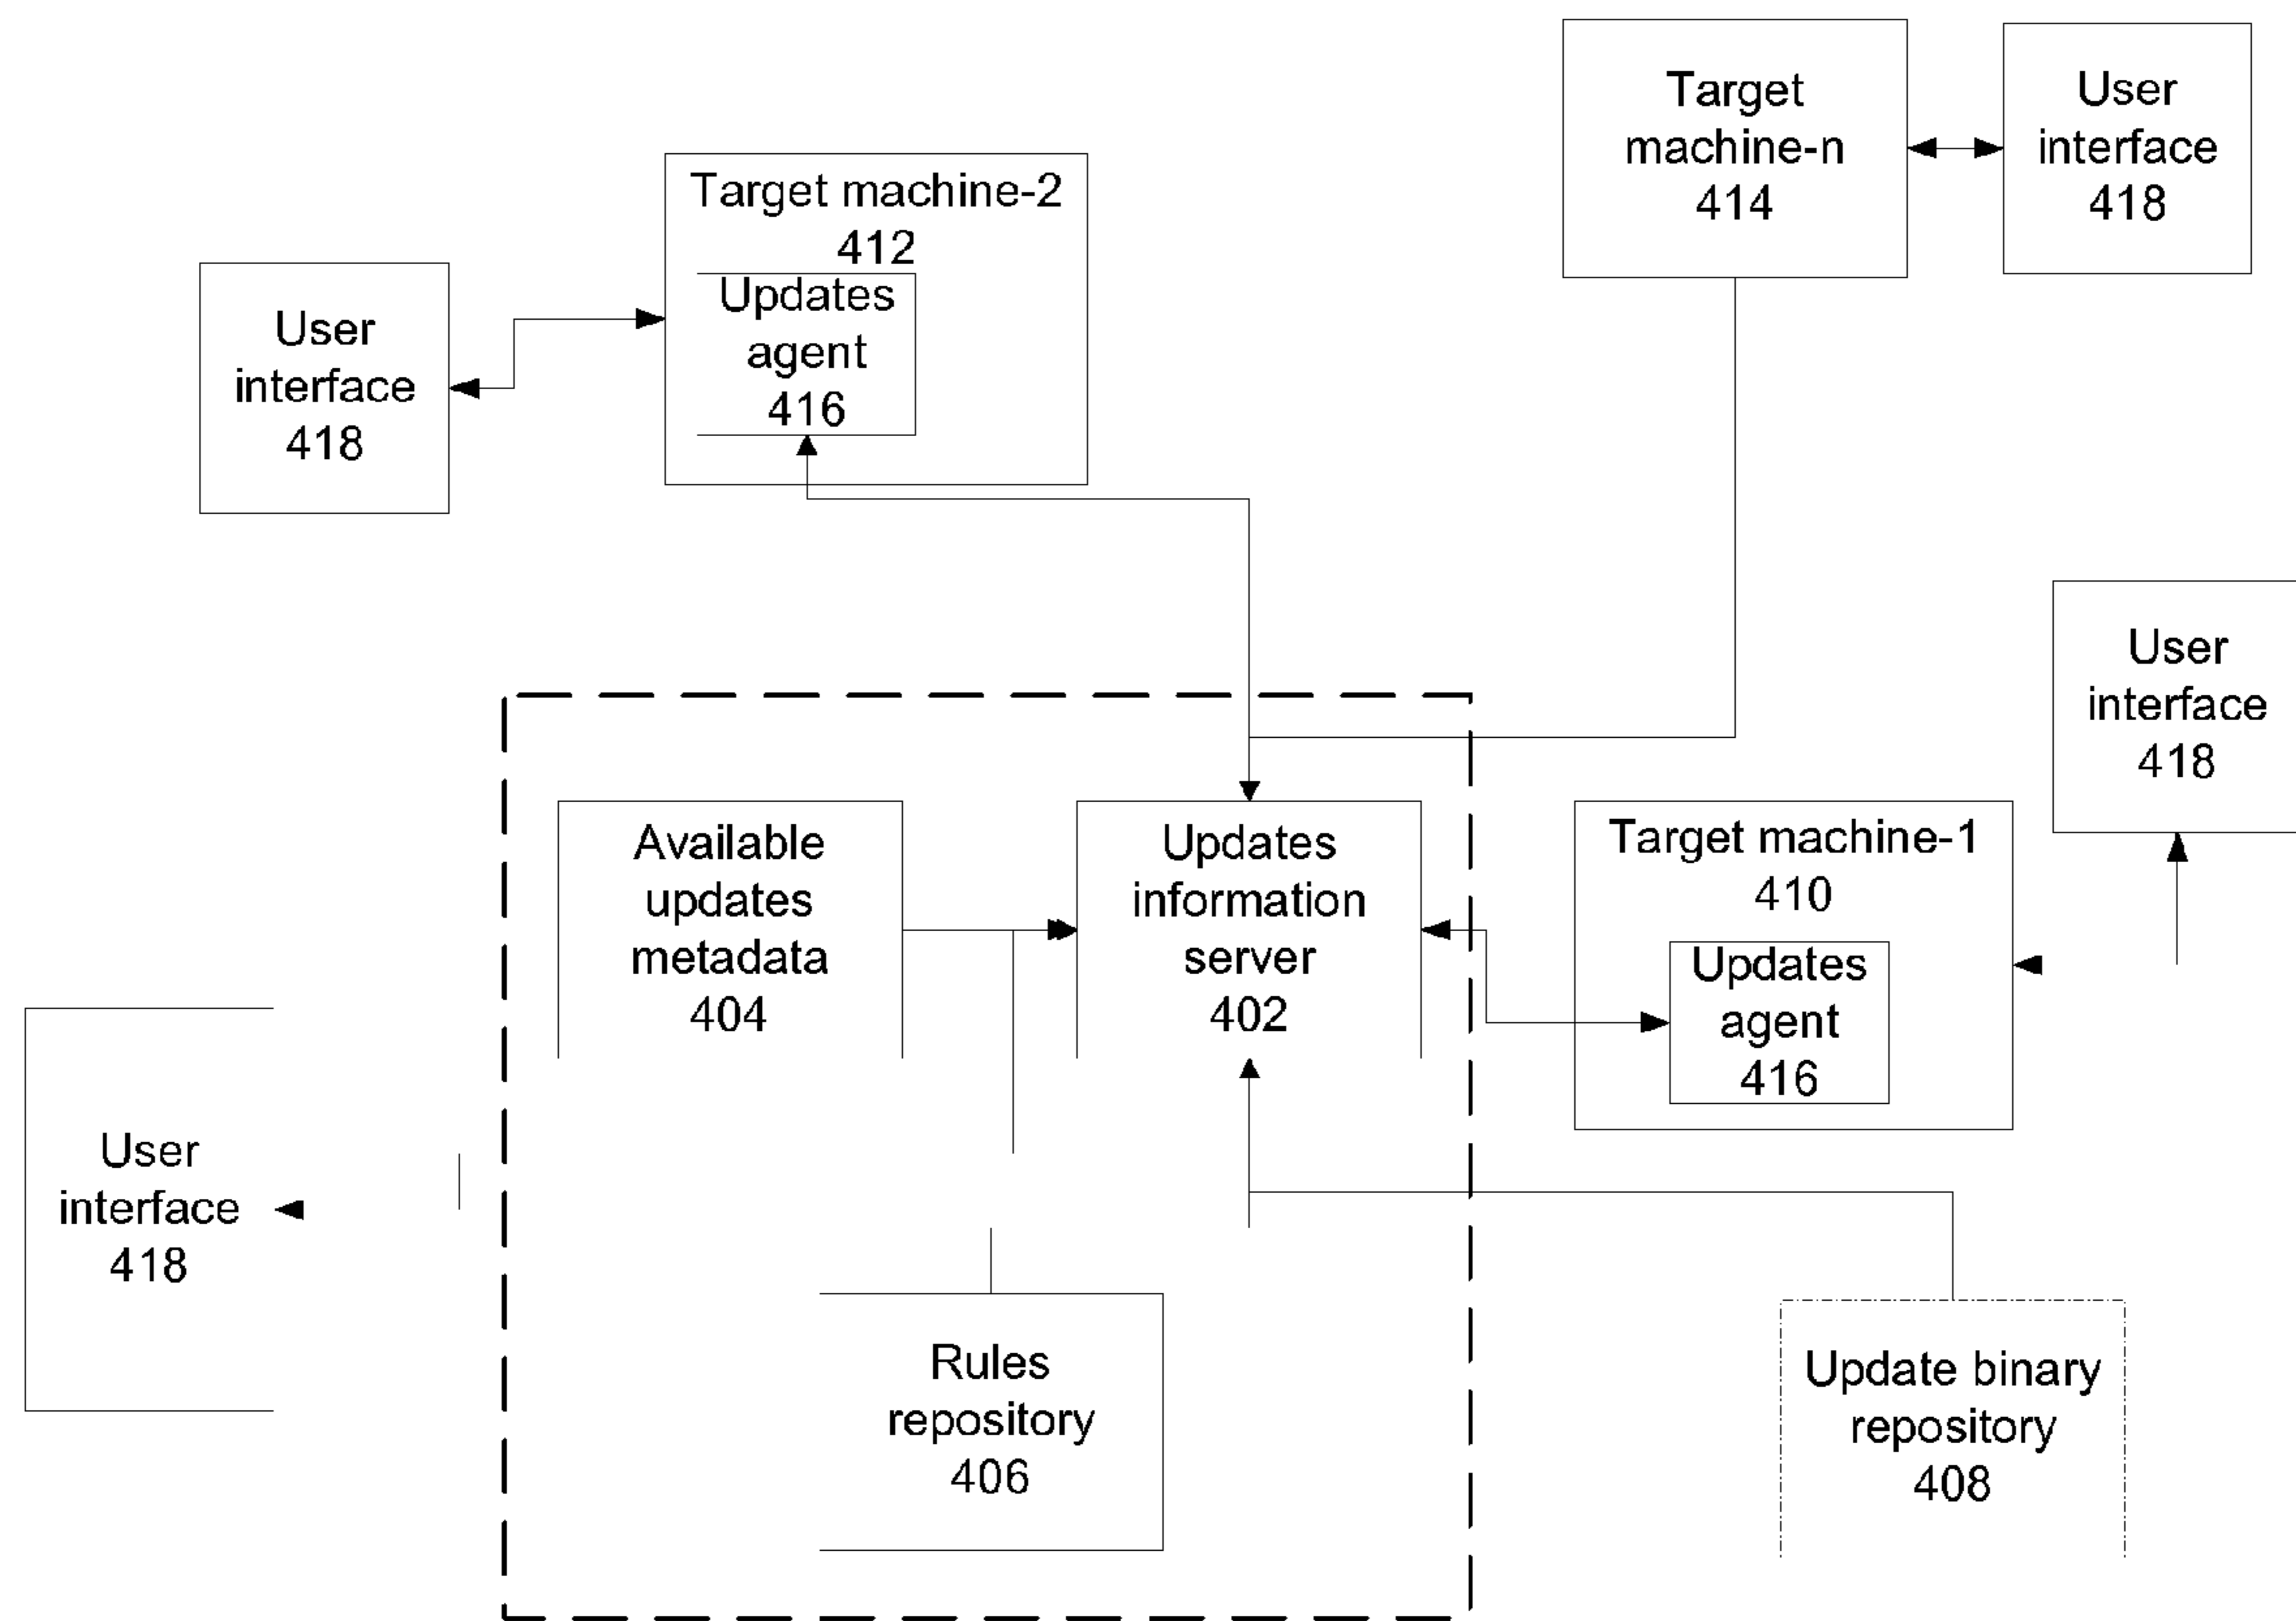 Target
machine-n
414
User
interface
418
Target machine-2
412
Updates
agent
416
User
interface
418
User
interface
418
Available
updates
metadata
404
Updates
information
server
402
Target machine-1
410
Updates
agent
416
User
interface
418
Rules
repository
406
Update binary
repository
408